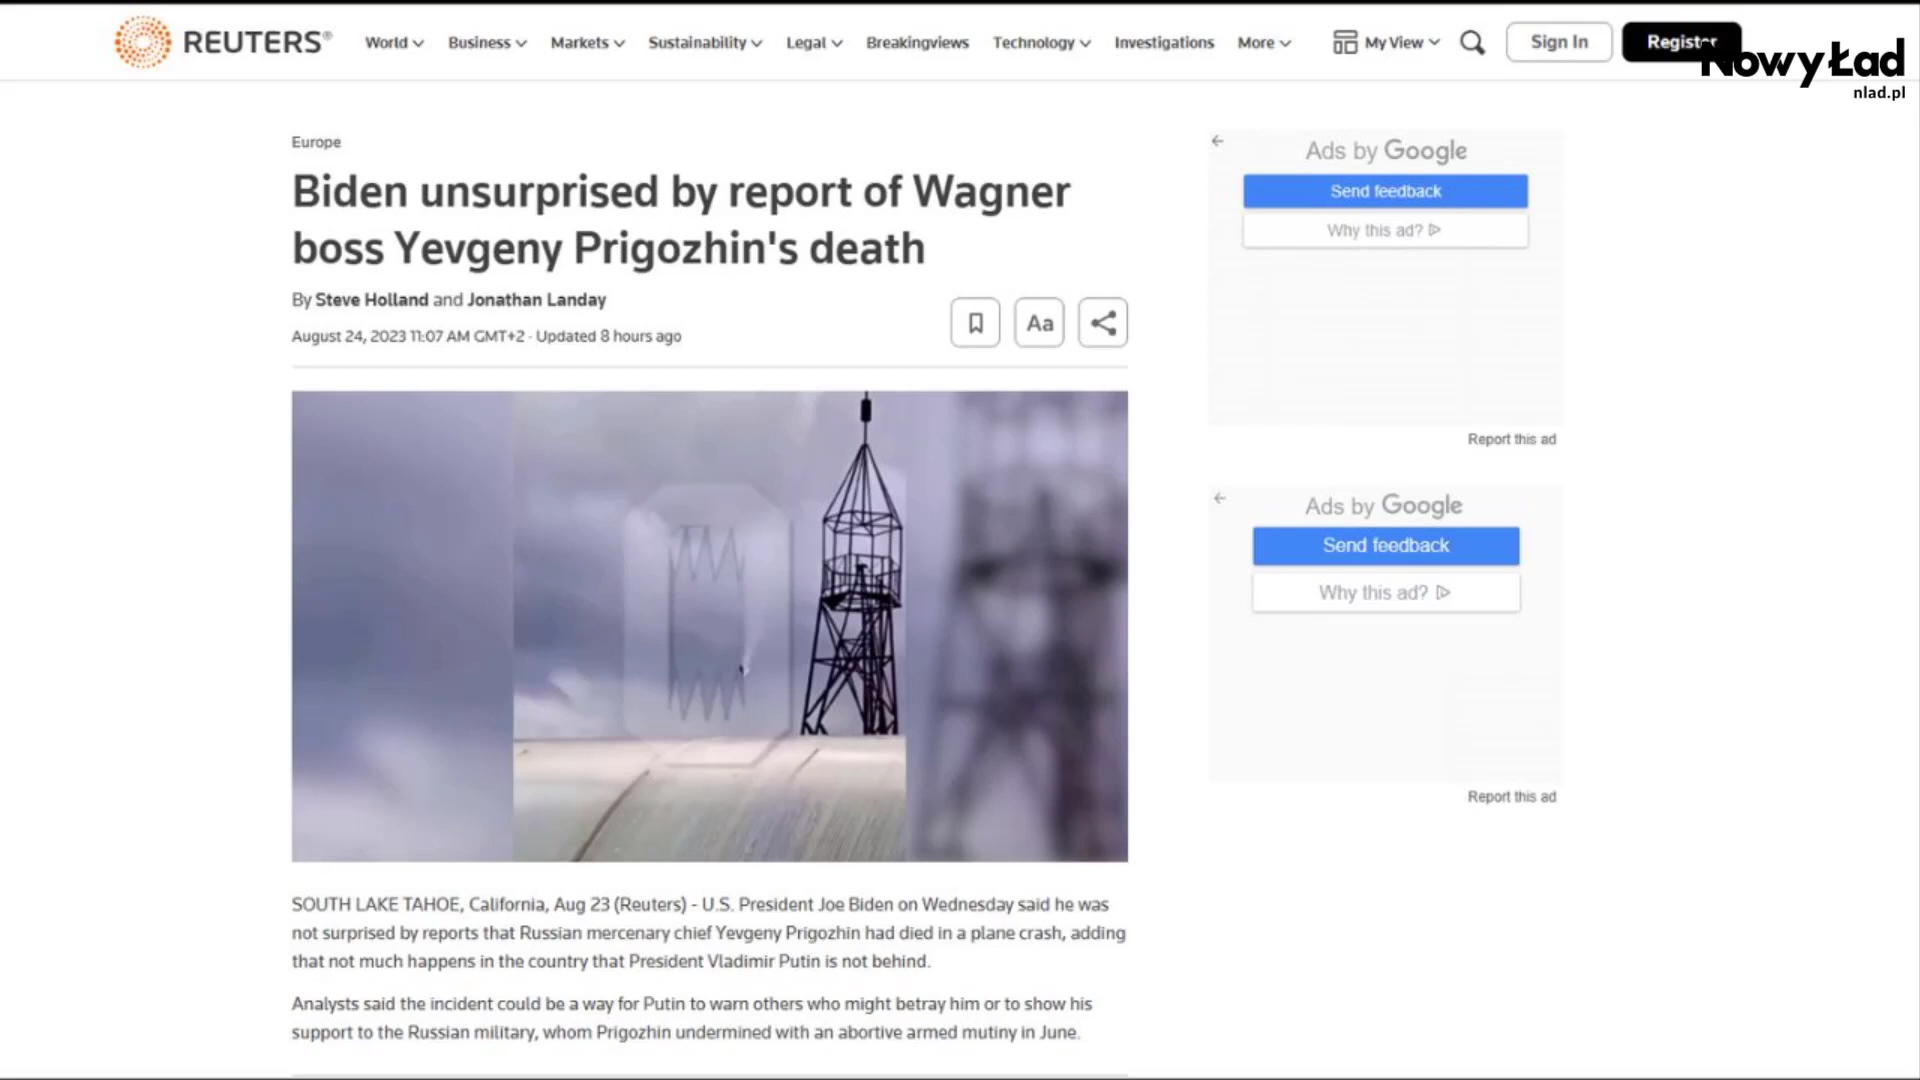 REUTERS®
World
Business
Markets
Sustainability
Legal
Breakingviews
Technology
Investigations
More
My View
Sign In
Register
Nowy Ład
nlad.pl
Europe
Biden unsurprised by report of Wagner
boss Yevgeny Prigozhin's death
By Steve Holland and Jonathan Landay
August 24, 2023 11:07 AM GMT+2 · Updated 8 hours ago
Aa
SOUTH LAKE TAHOE, California, Aug 23 (Reuters) - U.S. President Joe Biden on Wednesday said he was
not surprised by reports that Russian mercenary chief Yevgeny Prigozhin had died in a plane crash, adding
that not much happens in the country that President Vladimir Putin is not behind.
Analysts said the incident could be a way for Putin to warn others who might betray him or to show his
support to the Russian military, whom Prigozhin undermined with an abortive armed mutiny in June.
Ads by Google
Send feedback
Why this ad?
Report this ad
Ads by Google
Send feedback
Why this ad?
Report this ad